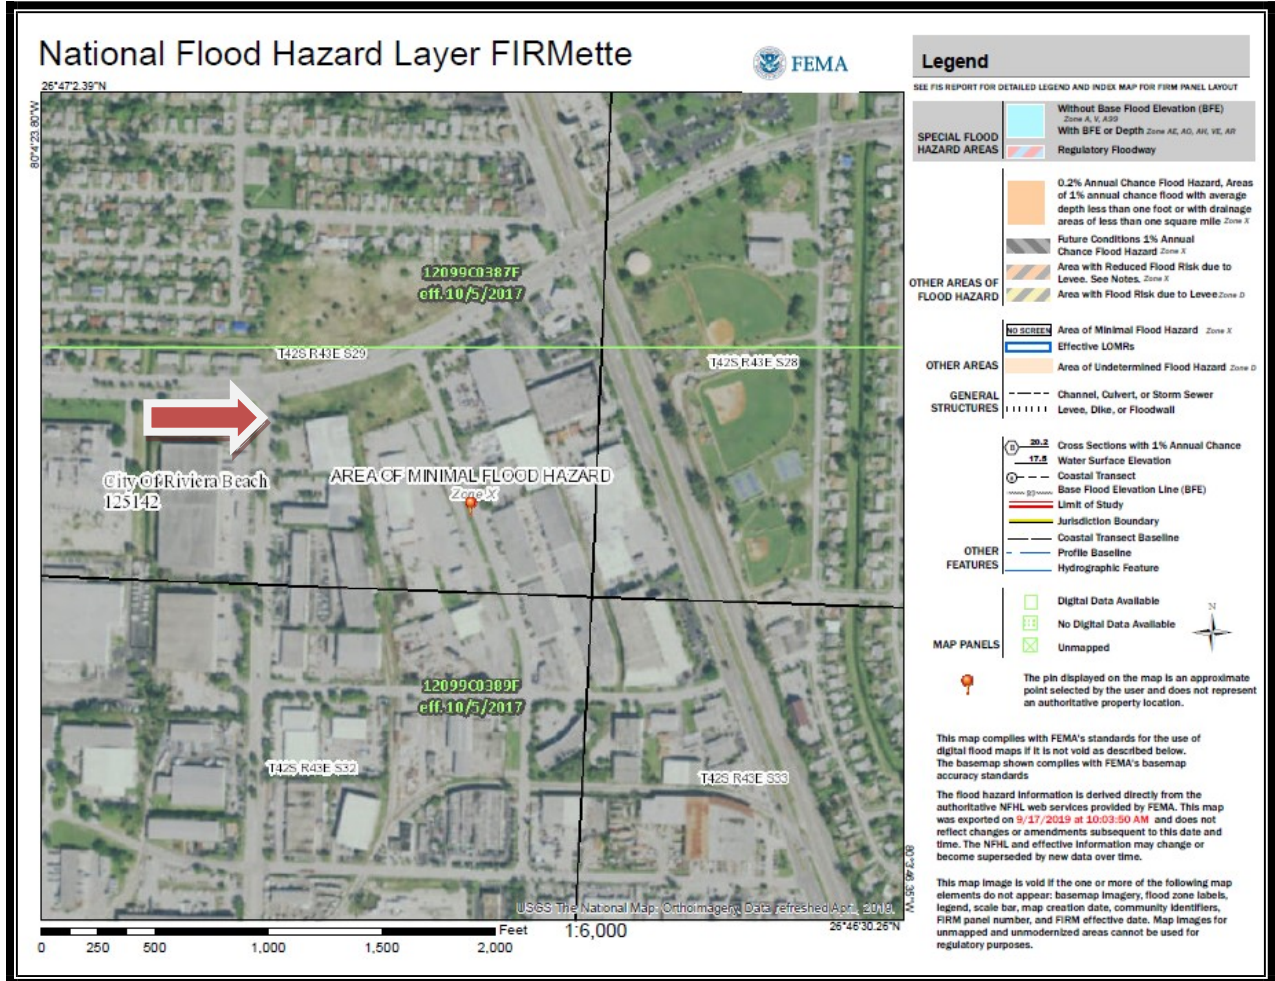 National Flood Hazard Layer FIRMette
FEMA
26°47'2.39"N
80°4'23.80"W
12099C0387F
eff. 10/5/2017
T42S R43E S29
T42S R43E S28
City Of Riviera Beach
125142
AREA OF MINIMAL FLOOD HAZARD
Zone X
12099C0389F
eff. 10/5/2017
T42S R43E S32
T42S R43E S33
USGS The National Map: Orthoimagery. Data refreshed April, 2019.
80°3'46.35"W
26°46'30.26"N
Feet
1:6,000
0 250 500 1,000 1,500 2,000
Legend
SEE FIS REPORT FOR DETAILED LEGEND AND INDEX MAP FOR FIRM PANEL LAYOUT
SPECIAL FLOOD
HAZARD AREAS
Without Base Flood Elevation (BFE)
Zone A, V, A99
With BFE or Depth Zone AE, AO, AH, VE, AR
Regulatory Floodway
OTHER AREAS OF
FLOOD HAZARD
0.2% Annual Chance Flood Hazard, Areas
of 1% annual chance flood with average
depth less than one foot or with drainage
areas of less than one square mile Zone X
Future Conditions 1% Annual
Chance Flood Hazard Zone X
Area with Reduced Flood Risk due to
Levee. See Notes. Zone X
Area with Flood Risk due to Levee Zone D
OTHER AREAS
NO SCREEN Area of Minimal Flood Hazard Zone X
Effective LOMRs
Area of Undetermined Flood Hazard Zone D
GENERAL
STRUCTURES
Channel, Culvert, or Storm Sewer
Levee, Dike, or Floodwall
OTHER
FEATURES
B 20.2 Cross Sections with 1% Annual Chance
17.5 Water Surface Elevation
Coastal Transect
Base Flood Elevation Line (BFE)
Limit of Study
Jurisdiction Boundary
Coastal Transect Baseline
Profile Baseline
Hydrographic Feature
MAP PANELS
Digital Data Available
No Digital Data Available
Unmapped
N
The pin displayed on the map is an approximate
point selected by the user and does not represent
an authoritative property location.
This map complies with FEMA's standards for the use of
digital flood maps if it is not void as described below.
The basemap shown complies with FEMA's basemap
accuracy standards
The flood hazard information is derived directly from the
authoritative NFHL web services provided by FEMA. This map
was exported on 9/17/2019 at 10:03:50 AM and does not
reflect changes or amendments subsequent to this date and
time. The NFHL and effective information may change or
become superseded by new data over time.
This map image is void if the one or more of the following map
elements do not appear: basemap imagery, flood zone labels,
legend, scale bar, map creation date, community identifiers,
FIRM panel number, and FIRM effective date. Map images for
unmapped and unmodernized areas cannot be used for
regulatory purposes.